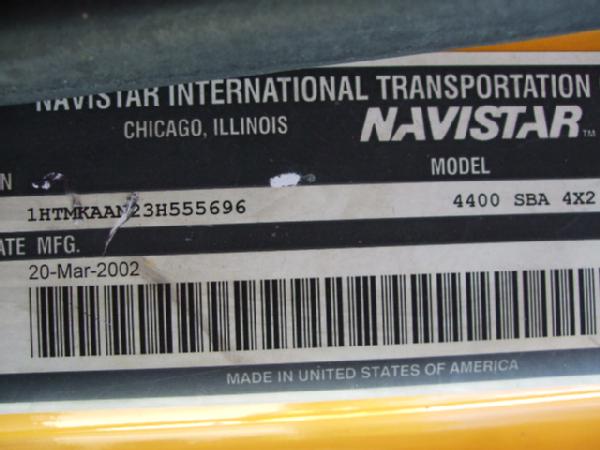 NAVISTAR INTERNATIONAL TRANSPORTATION
CHICAGO, ILLINOIS
NAVISTAR™
MODEL
1HTMKAAN23H555696
4400 SBA 4X2
ATE MFG.
20-Mar-2002
MADE IN UNITED STATES OF AMERICA